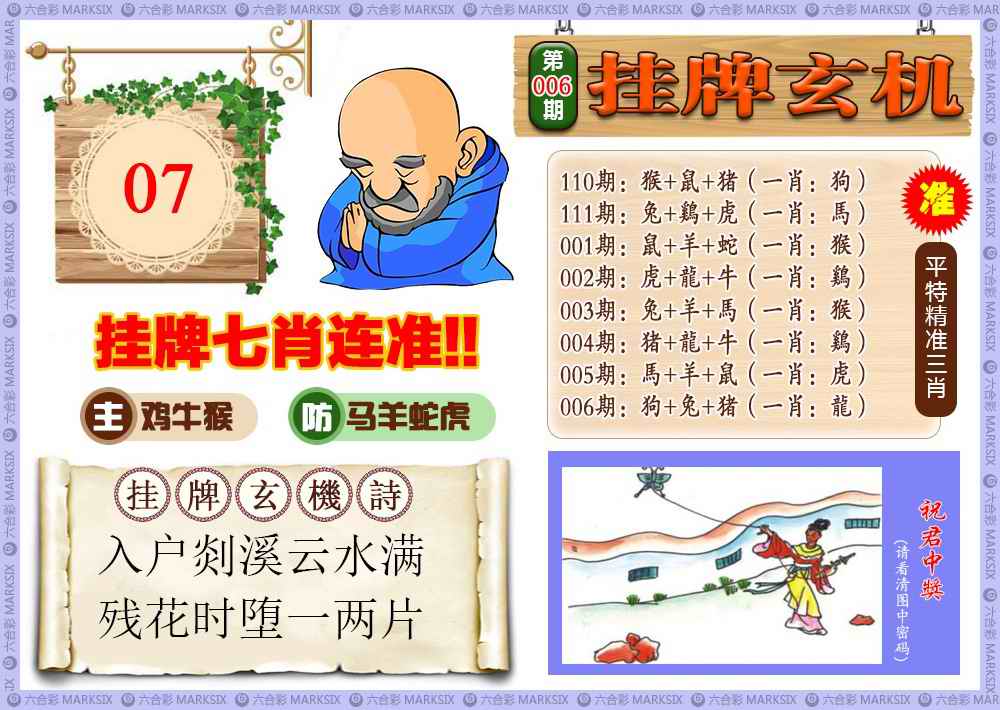 六合彩 MARKSIX
07
第
006
期
挂牌玄机
110期：猴+鼠+猪（一肖：狗）
111期：兔+鷄+虎（一肖：馬）
001期：鼠+羊+蛇（一肖：猴）
002期：虎+龍+牛（一肖：鷄）
003期：兔+羊+馬（一肖：猴）
004期：猪+龍+牛（一肖：鷄）
005期：馬+羊+鼠（一肖：虎）
006期：狗+兔+猪（一肖：龍）
准
平特精准三肖
挂牌七肖连准!!
主 鸡牛猴
防 马羊蛇虎
挂牌玄機詩
入户剡溪云水满
残花时堕一两片
祝君中獎
（请看清图中密码）